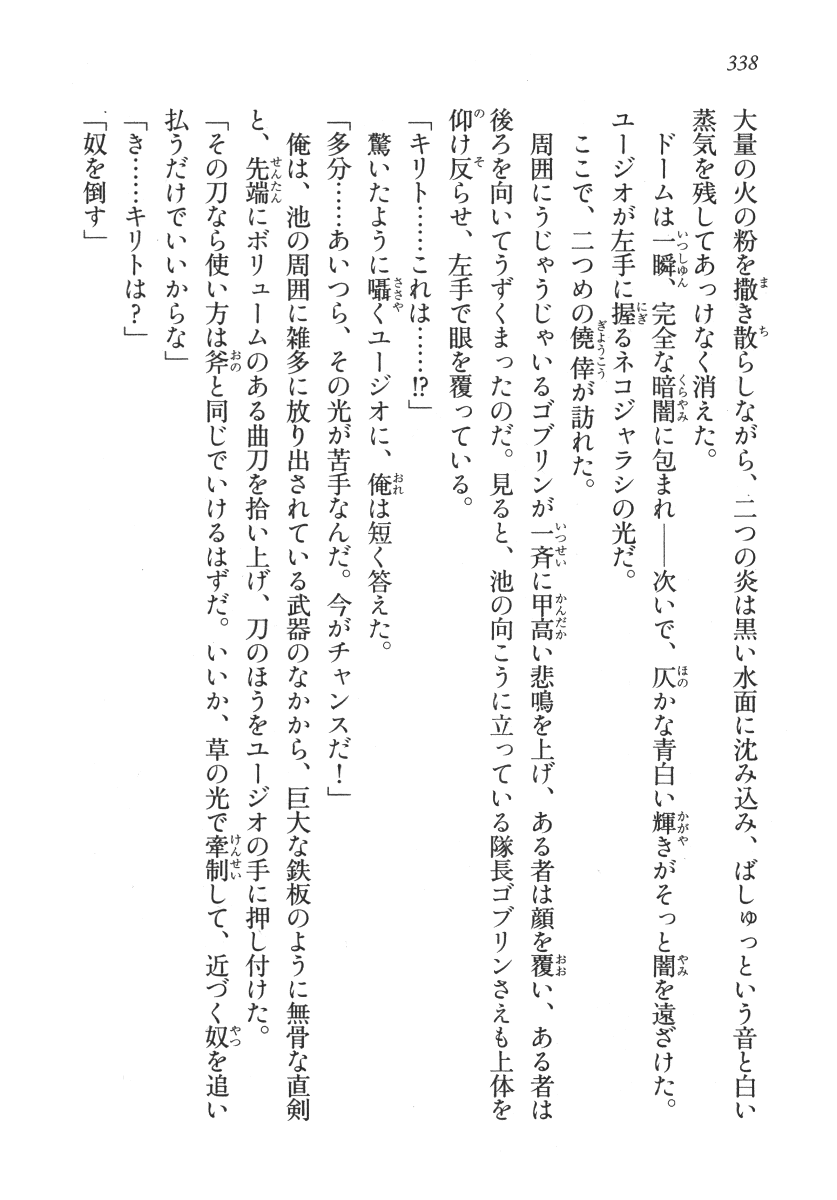 338
大量の火の粉を撒き散らしながら、二つの炎は黒い水面に沈み込み、ばしゅっという音と白い
蒸気を残してあっけなく消えた。
ドームは一瞬、完全な暗闇に包まれ――次いで、仄かな青白い輝きがそっと闇を遠ざけた。
ユージオが左手に握るネコジャラシの光だ。
ここで、二つめの僥倖が訪れた。
周囲にうじゃうじゃいるゴブリンが一斉に甲高い悲鳴を上げ、ある者は顔を覆い、ある者は
後ろを向いてうずくまったのだ。見ると、池の向こうに立っている隊長ゴブリンさえも上体を
仰け反らせ、左手で眼を覆っている。
「キリト……これは……!?」
驚いたように囁くユージオに、俺は短く答えた。
「多分……あいつら、その光が苦手なんだ。今がチャンスだ！」
俺は、池の周囲に雑多に放り出されている武器のなかから、巨大な鉄板のように無骨な直剣
と、先端にボリュームのある曲刀を拾い上げ、刀のほうをユージオの手に押し付けた。
「その刀なら使い方は斧と同じでいけるはずだ。いいか、草の光で牽制して、近づく奴を追い
払うだけでいいからな」
「き……キリトは？」
「奴を倒す」